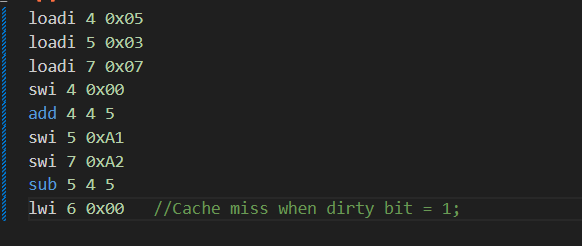 loadi 4 0x05
loadi 5 0x03
loadi 7 0x07
swi 4 0x00
add 4 4 5
swi 5 0xA1
swi 7 0xA2
sub 5 4 5
lwi 6 0x00   //Cache miss when dirty bit = 1;